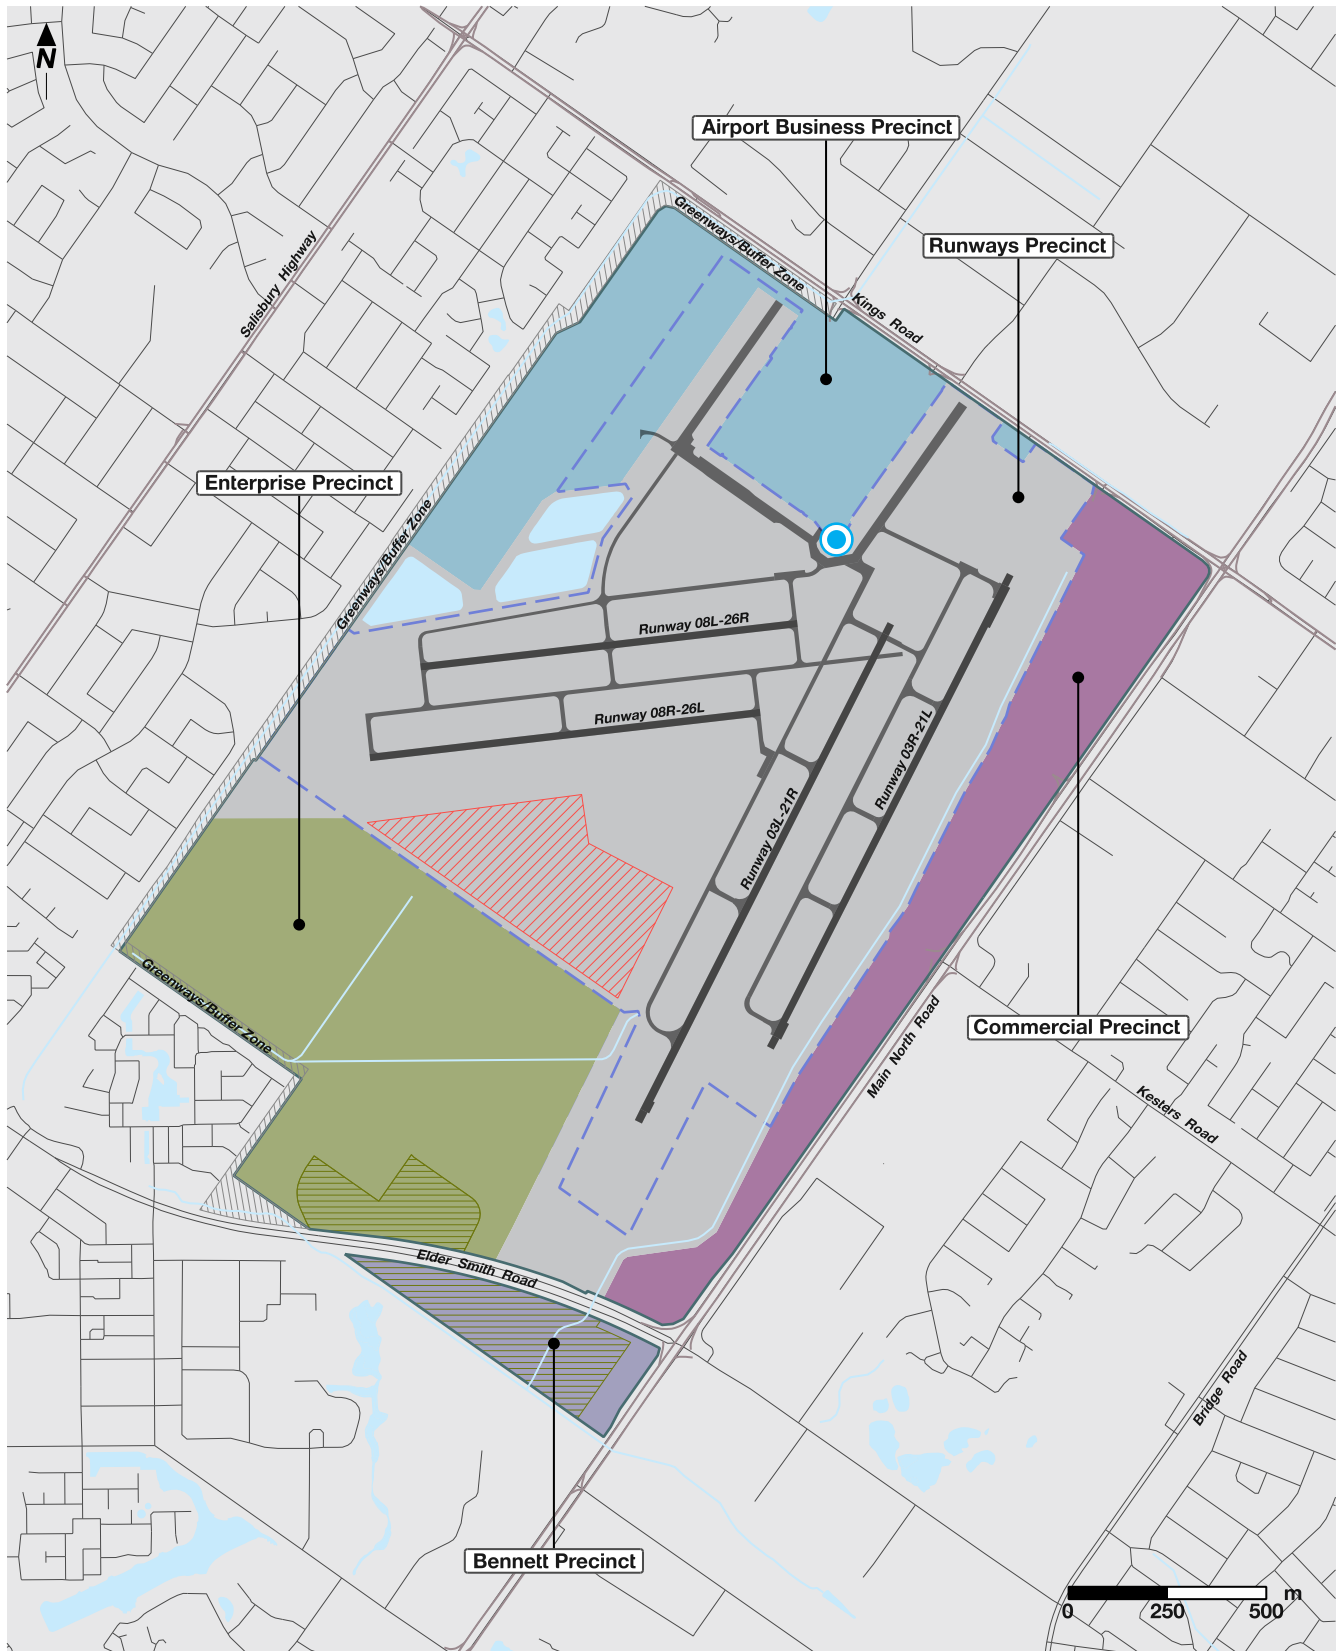 N
Airport Business Precinct
Greenways/Buffer Zone
Runways Precinct
Salisbury Highway
Kings Road
Enterprise Precinct
Greenways/Buffer Zone
Runway 08L-26R
Runway 08R-26L
Runway 03R-21L
Runway 03L-21R
Greenways/Buffer Zone
Commercial Precinct
Main North Road
Kesters Road
Elder Smith Road
Bridge Road
Bennett Precinct
m
0 250 500